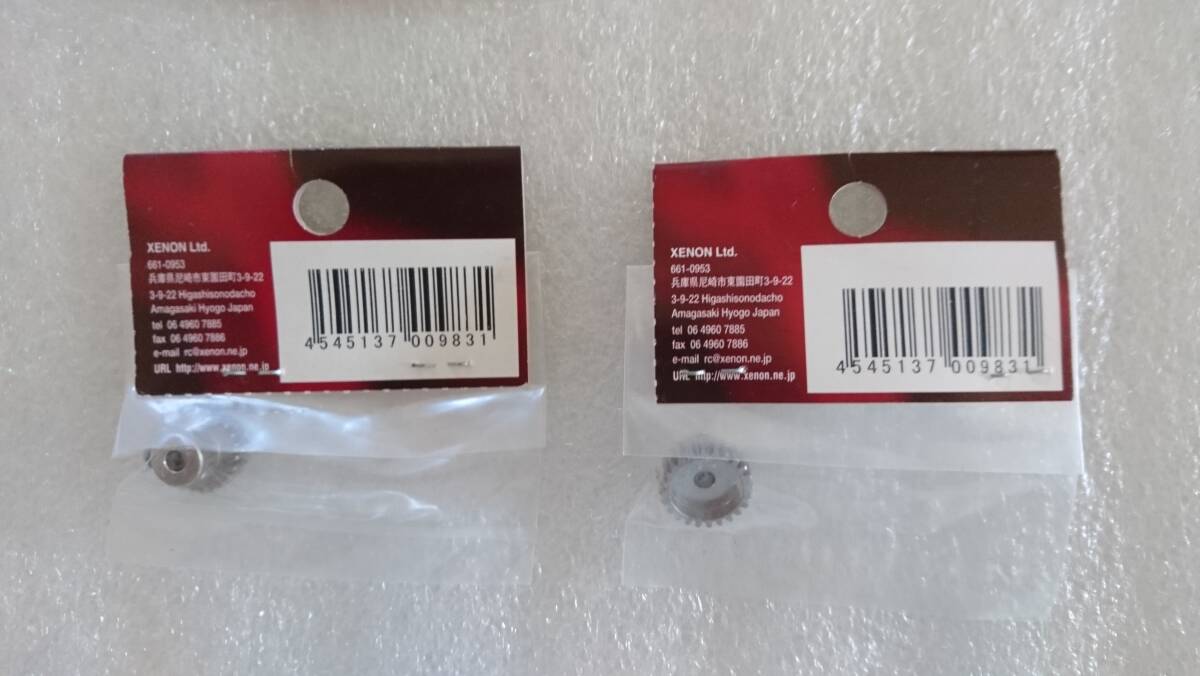 XENON Ltd.
661-0953
兵庫県尼崎市東園田町3-9-22
3-9-22 Higashisonodacho
Amagasaki Hyogo Japan
tel 06 4960 7885
fax 06 4960 7886
e-mail rc@xenon.ne.jp
URL http://www.xenon.ne.jp
4 545137 009831
XENON Ltd.
661-0953
兵庫県尼崎市東園田町3-9-22
3-9-22 Higashisonodacho
Amagasaki Hyogo Japan
tel 06 4960 7885
fax 06 4960 7886
e-mail rc@xenon.ne.jp
URL http://www.xenon.ne.jp
4 545137 009831